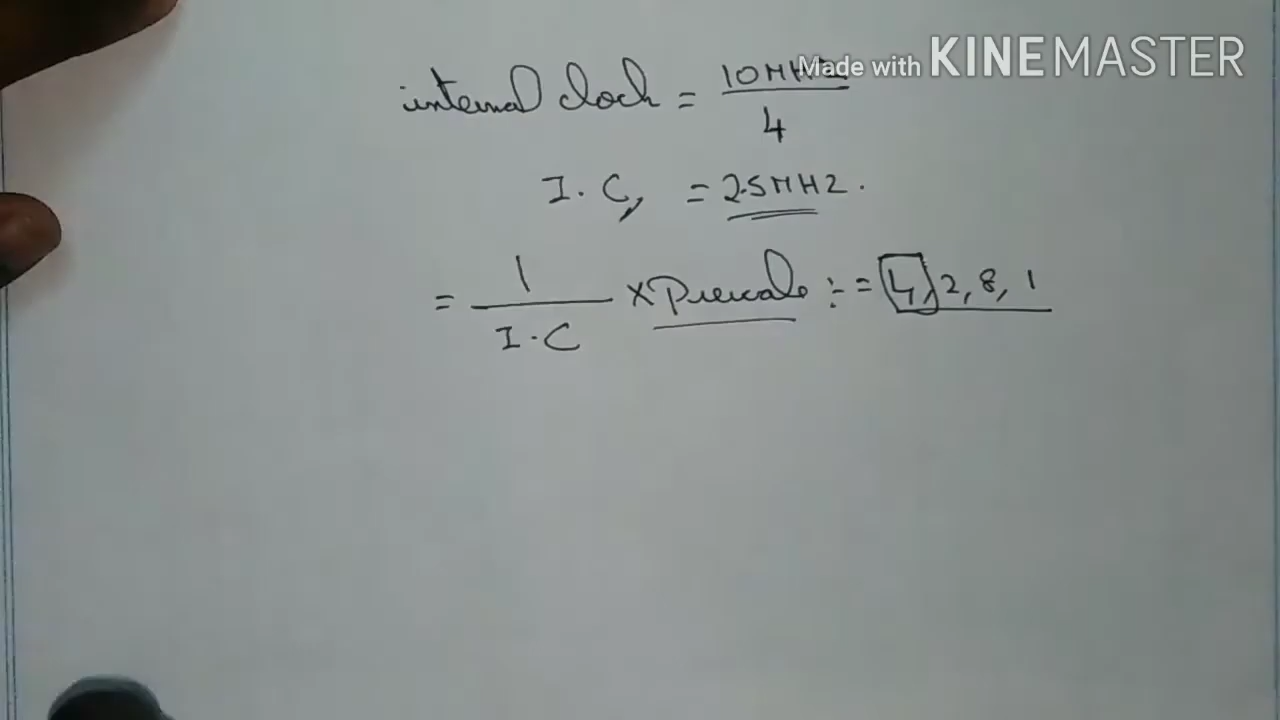 Made with KINEMASTER
internal clock = 10MHZ
4
I.C, = 2.5MHZ.
= 1 × Prescale :- = 4, 2, 8, 1
I.C